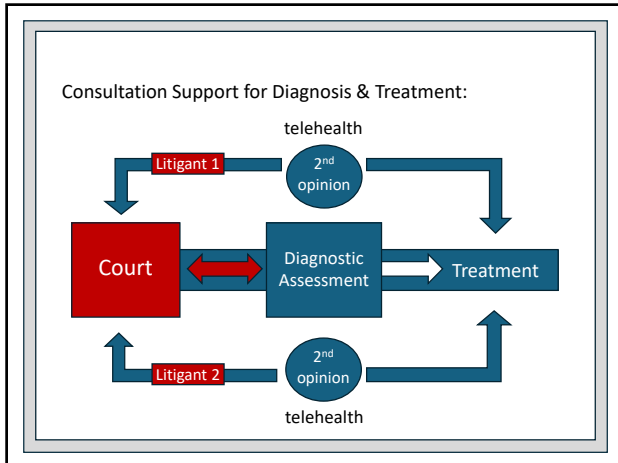 Consultation Support for Diagnosis & Treatment:
telehealth
Litigant 1
2nd
opinion
Court
Diagnostic
Assessment
Treatment
2nd
opinion
Litigant 2
telehealth